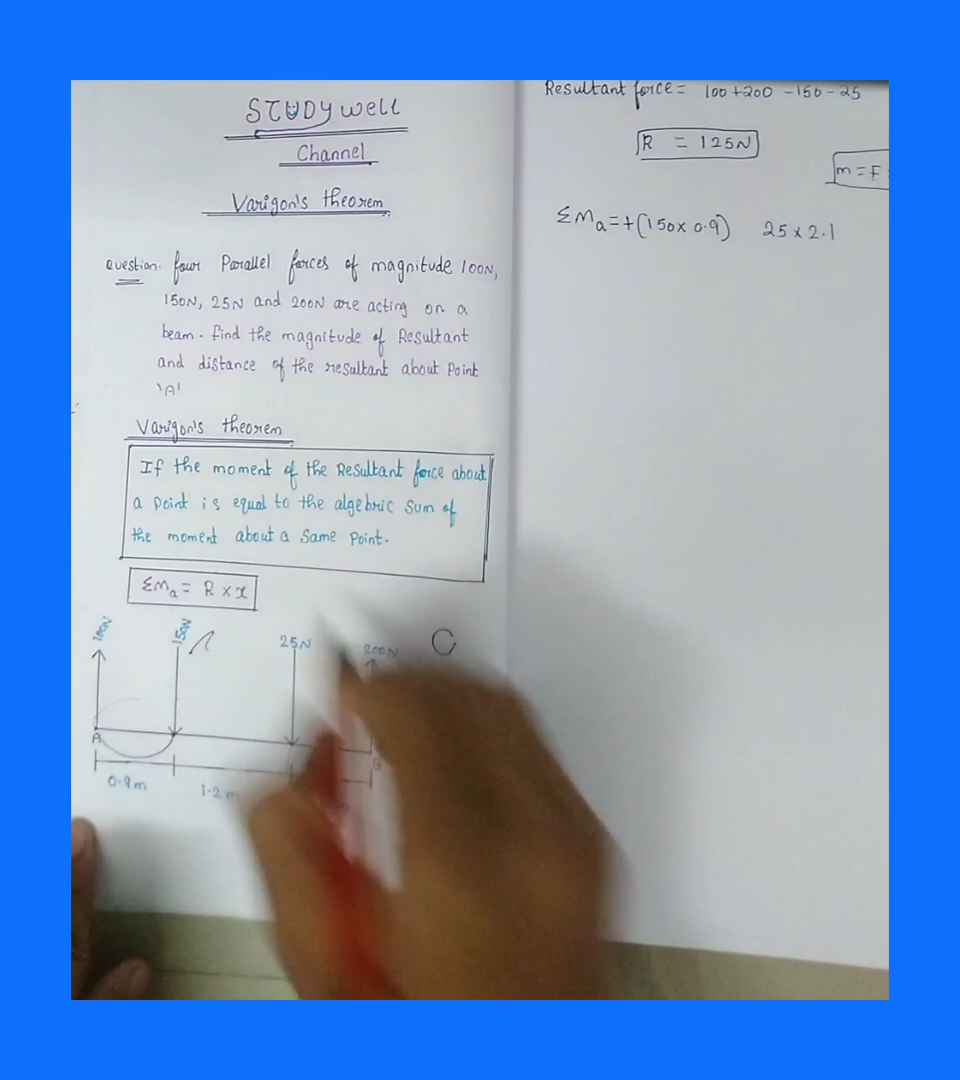 STUDY well
Channel
Varigon's theorem
Question. four Parallel forces of magnitude 100N,
150N, 25N and 200N are acting on a
beam. find the magnitude of Resultant
and distance of the resultant about Point
'A'
Varigon's theorem
If the moment of the Resultant force about
a point is equal to the algebric sum of
the moment about a Same Point.
ΣMa = R × x
100N 150N 25N 200N
A B
0.9m 1.2m
Resultant force = 100 + 200 - 150 - 25
R = 125N
m = F
ΣMa = +(150 × 0.9) 25 × 2.1